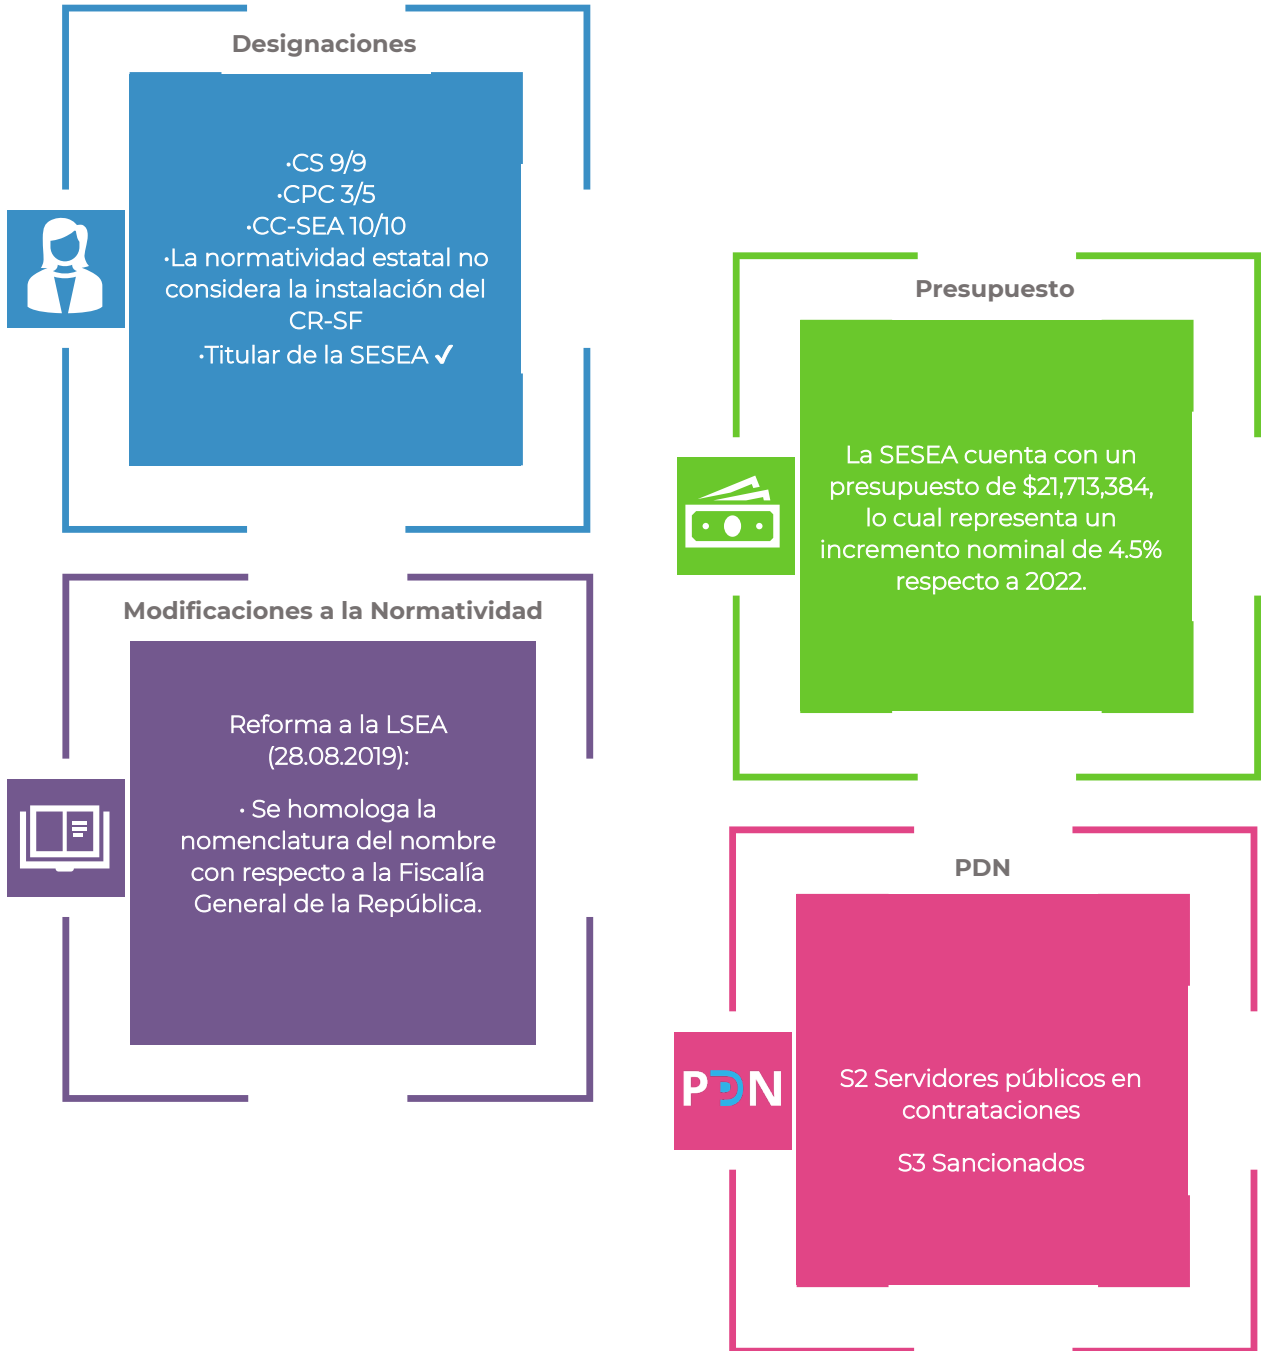 Designaciones
·CS 9/9
·CPC 3/5
·CC-SEA 10/10
·La normatividad estatal no
considera la instalación del
CR-SF
·Titular de la SESEA ✓
Presupuesto
La SESEA cuenta con un
presupuesto de $21,713,384,
lo cual representa un
incremento nominal de 4.5%
respecto a 2022.
Modificaciones a la Normatividad
Reforma a la LSEA
(28.08.2019):
· Se homologa la
nomenclatura del nombre
con respecto a la Fiscalía
General de la República.
PDN
PDN
S2 Servidores públicos en
contrataciones
S3 Sancionados